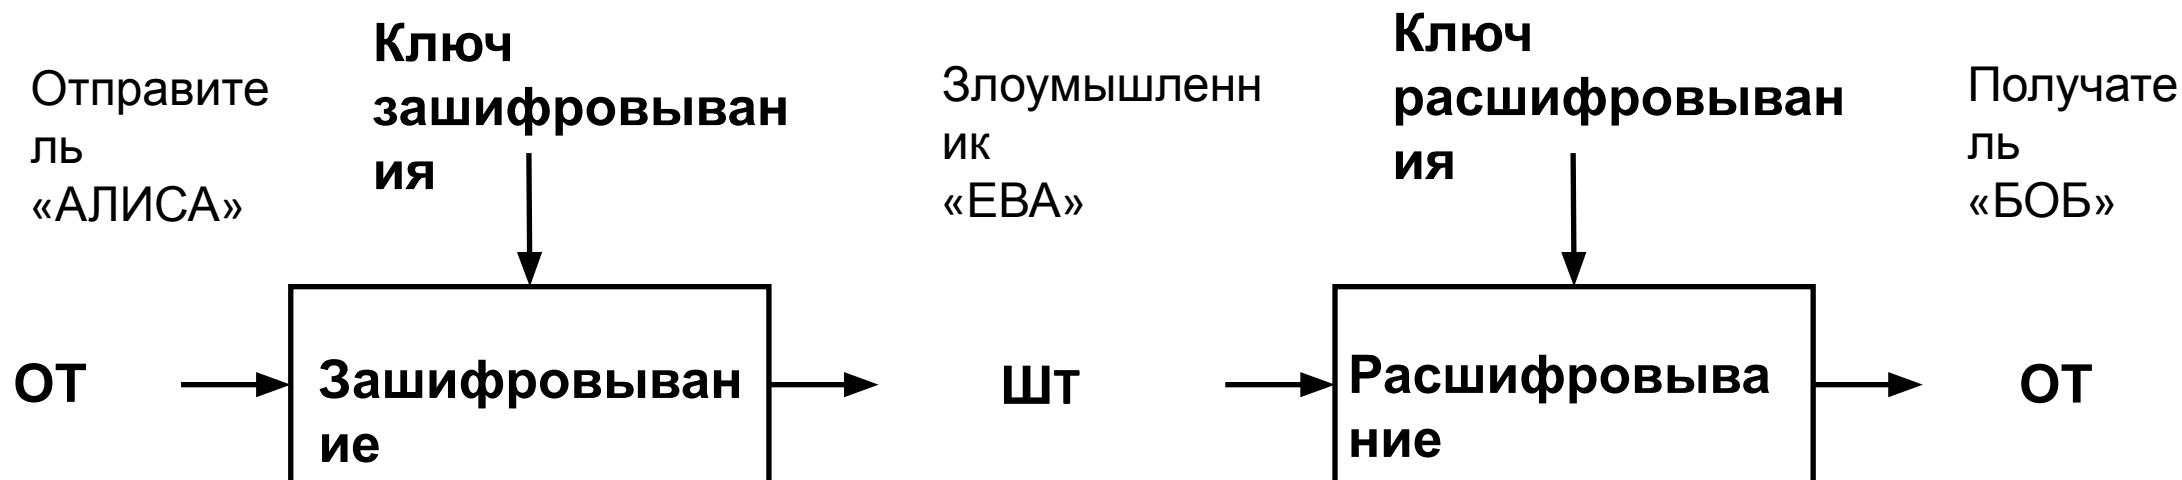 Отправите
ль
«АЛИСА»
Ключ
зашифровыван
ия
Злоумышленн
ик
«ЕВА»
Ключ
расшифровыван
ия
Получате
ль
«БОБ»
ОТ
Зашифровыван
ие
ШТ
Расшифровыва
ние
ОТ